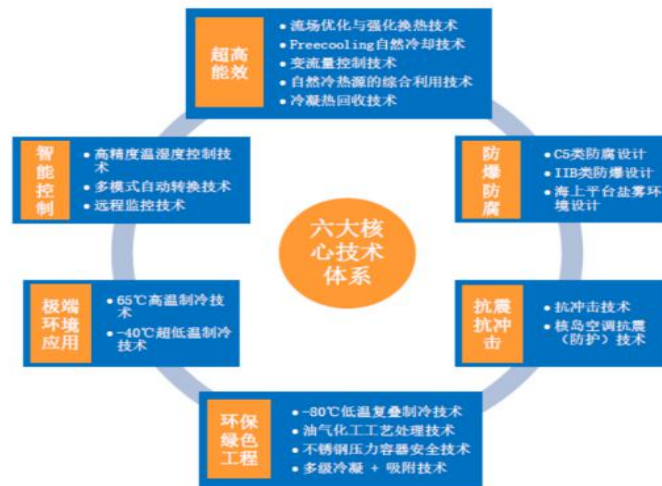 超高
能效
• 流场优化与强化换热技术
• Freecooling自然冷却技术
• 变流量控制技术
• 自然冷热源的综合利用技术
• 冷凝热回收技术
智
能
控
制
• 高精度温湿度控制技
术
• 多模式自动转换技术
• 远程监控技术
防
爆
防
腐
• C5类防腐设计
• IIB类防爆设计
• 海上平台盐雾环
境设计
六大核
心技术
体系
极端
环境
应用
• 65℃高温制冷技
术
• -40℃超低温制冷
技术
抗震
抗冲
击
• 抗冲击技术
• 核岛空调抗震
（防护）技术
环保
绿色
工程
• -80℃低温复叠制冷技术
• 油气化工工艺处理技术
• 不锈钢压力容器安全技术
• 多级冷凝 + 吸附技术